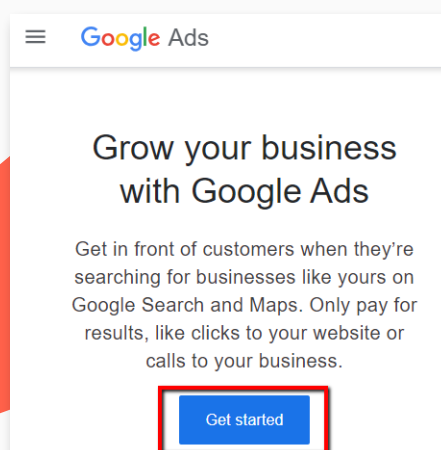 Google Ads
Grow your business
with Google Ads
Get in front of customers when they’re
searching for businesses like yours on
Google Search and Maps. Only pay for
results, like clicks to your website or
calls to your business.
Get started